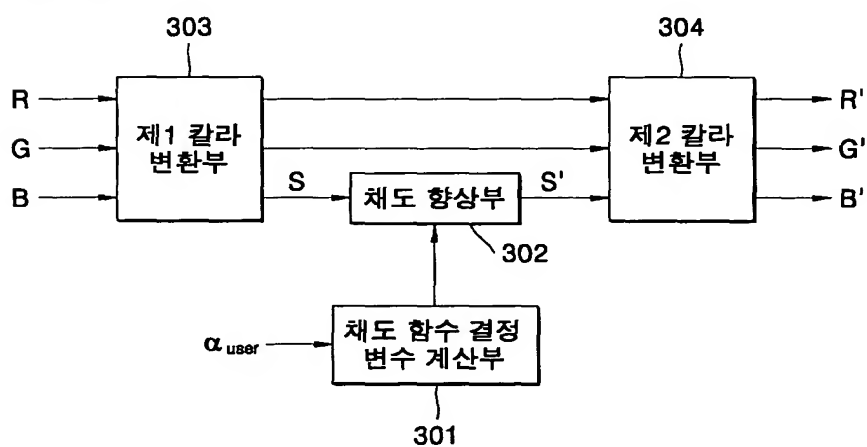 303
304
R
G
B
제1 칼라
변환부
제2 칼라
변환부
R'
G'
B'
S
채도 향상부
S'
302
α user
채도 함수 결정
변수 계산부
301